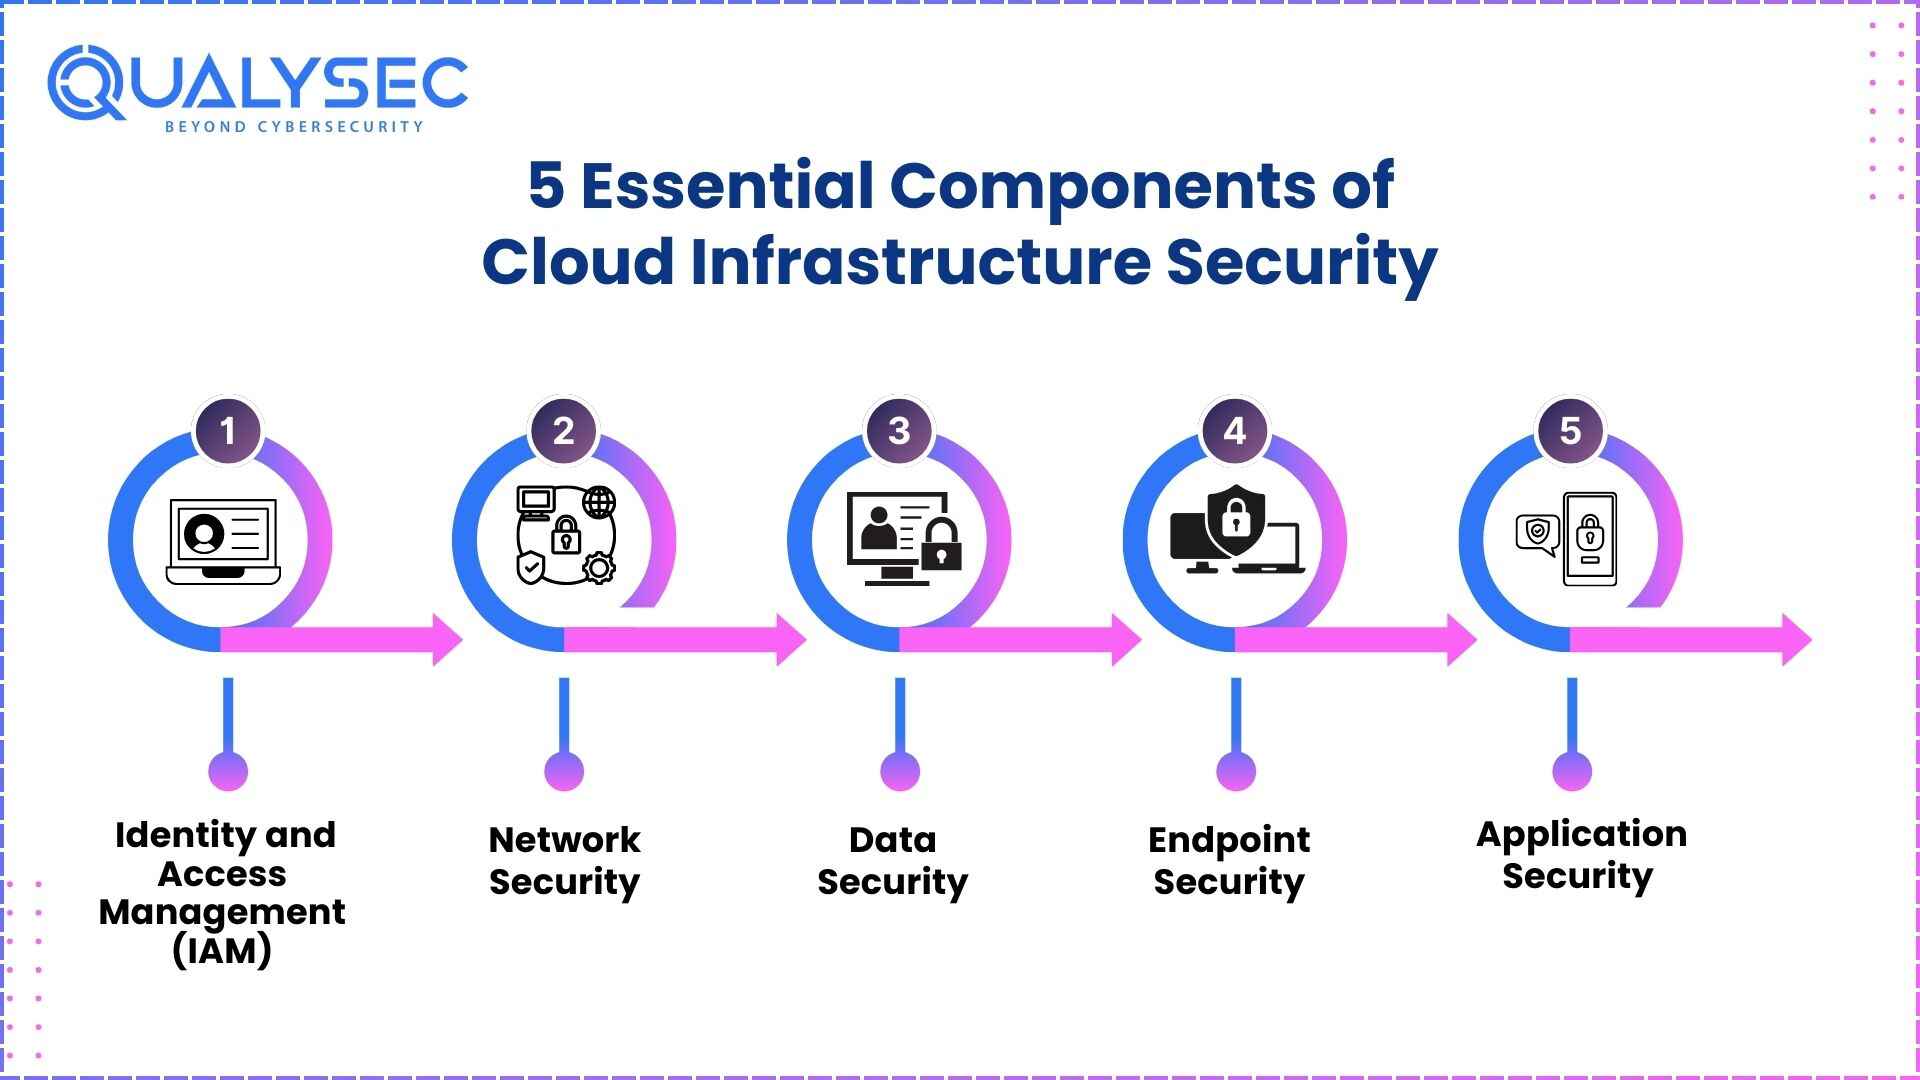 QUALYSEC
BEYOND CYBERSECURITY
5 Essential Components of
Cloud Infrastructure Security
1
2
3
4
5
Identity and
Access
Management
(IAM)
Network
Security
Data
Security
Endpoint
Security
Application
Security